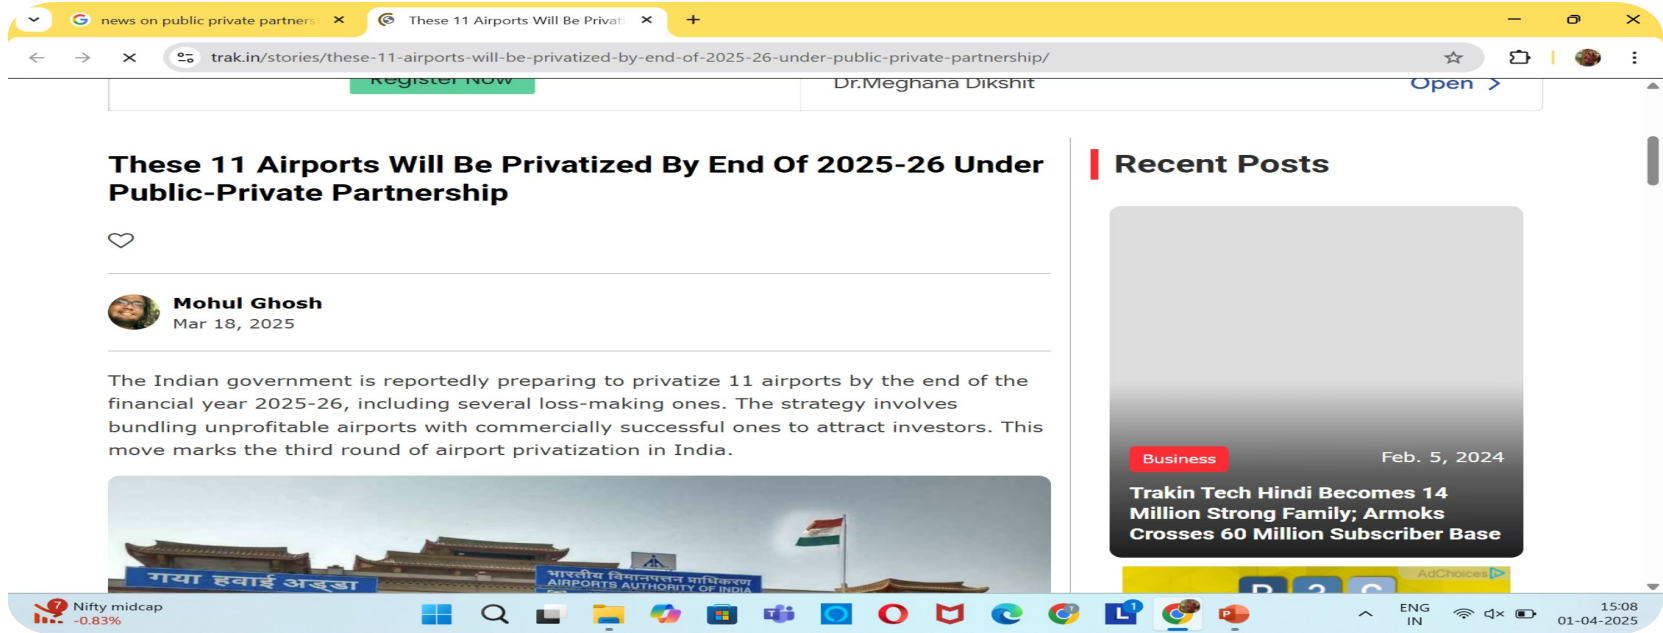 news on public private partners
These 11 Airports Will Be Privat
trak.in/stories/these-11-airports-will-be-privatized-by-end-of-2025-26-under-public-private-partnership/
Register Now
Dr.Meghana Dikshit
Open
These 11 Airports Will Be Privatized By End Of 2025-26 Under
Public-Private Partnership
Mohul Ghosh
Mar 18, 2025
The Indian government is reportedly preparing to privatize 11 airports by the end of the
financial year 2025-26, including several loss-making ones. The strategy involves
bundling unprofitable airports with commercially successful ones to attract investors. This
move marks the third round of airport privatization in India.
गया हवाई अड्डा
भारतीय विमानपत्तन प्राधिकरण
AIRPORTS AUTHORITY OF INDIA
Recent Posts
Business
Feb. 5, 2024
Trakin Tech Hindi Becomes 14
Million Strong Family; Armoks
Crosses 60 Million Subscriber Base
AdChoices
7
Nifty midcap
-0.83%
L
1
ENG
IN
15:08
01-04-2025